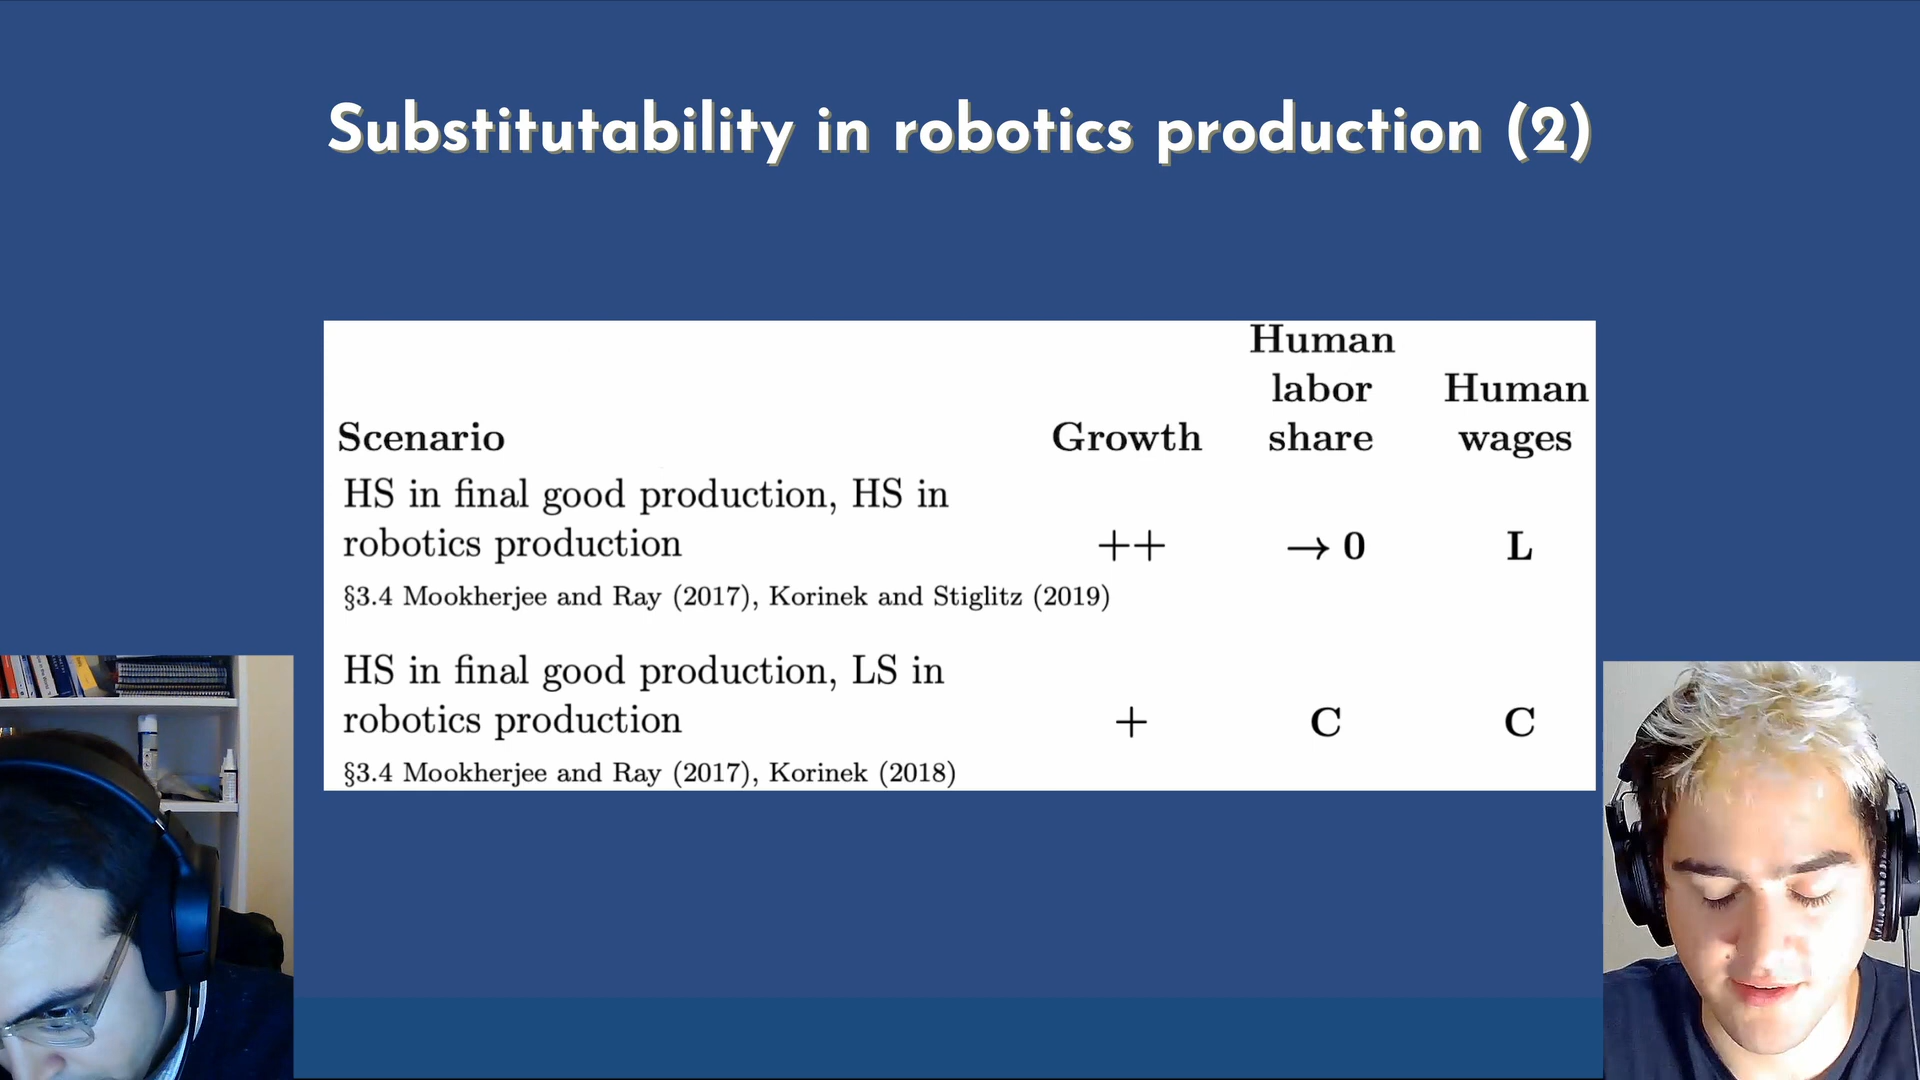 Substitutability in robotics production (2)
Human
labor Human
Scenario Growth share wages
HS in final good production, HS in
robotics production ++ → 0 L
§3.4 Mookherjee and Ray (2017), Korinek and Stiglitz (2019)
HS in final good production, LS in
robotics production + C C
§3.4 Mookherjee and Ray (2017), Korinek (2018)